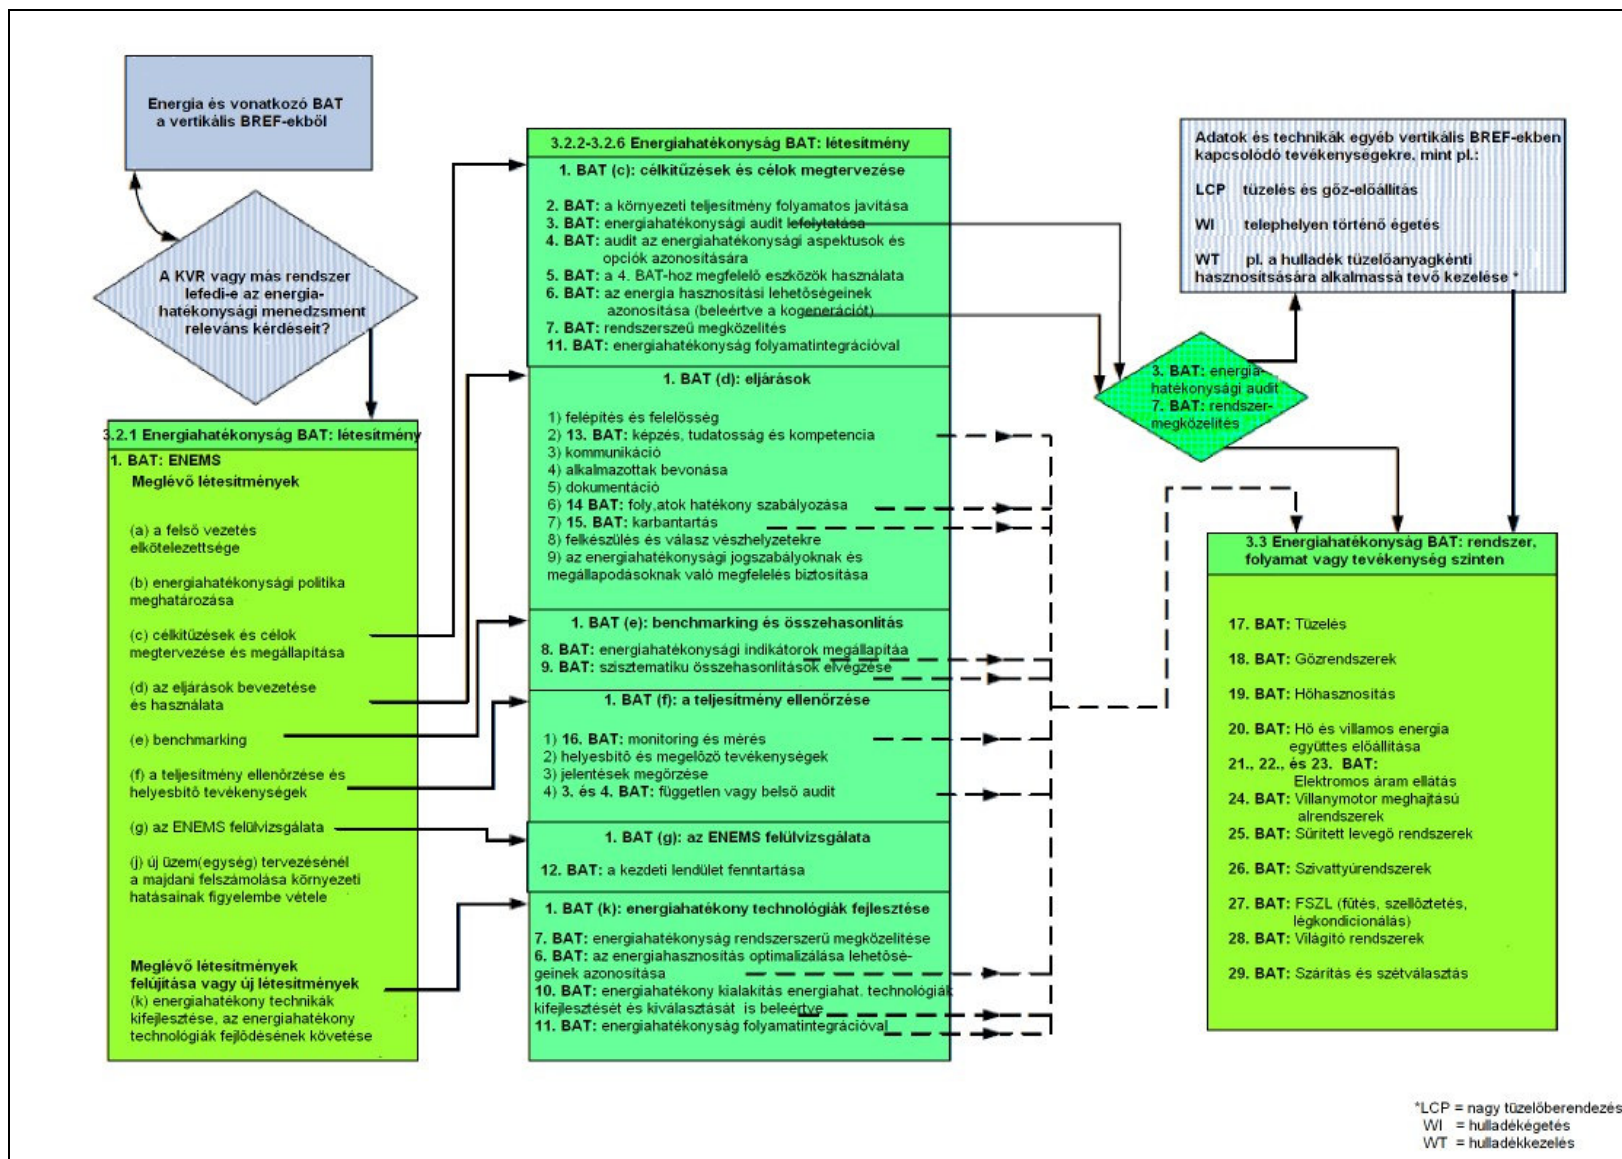 Energia és vonatkozó BAT
a vertikális BREF-ekből
A KVR vagy más rendszer
lefedi-e az energia-
hatékonysági menedzsment
releváns kérdéseit?
3.2.1 Energiahatékonyság BAT: létesítmény
1. BAT: ENEMS
Meglévő létesítmények
(a) a felső vezetés
elkötelezettsége
(b) energiahatékonysági politika
meghatározása
(c) célkitűzések és célok
megtervezése és megállapítása
(d) az eljárások bevezetése
és használata
(e) benchmarking
(f) a teljesítmény ellenőrzése és
helyesbítő tevékenységek
(g) az ENEMS felülvizsgálata
(j) új üzem(egység) tervezésénél
a majdani felszámolása környezeti
hatásainak figyelembe vétele
Meglévő létesítmények
felújítása vagy új létesítmények
(k) energiahatékony technikák
kifejlesztése, az energiahatékony
technológiák fejlődésének követése
3.2.2-3.2.6 Energiahatékonyság BAT: létesítmény
1. BAT (c): célkitűzések és célok megtervezése
2. BAT: a környezeti teljesítmény folyamatos javítása
3. BAT: energiahatékonysági audit lefolytatása
4. BAT: audit az energiahatékonysági aspektusok és
opciók azonosítására
5. BAT: a 4. BAT-hoz megfelelő eszközök használata
6. BAT: az energia hasznosítási lehetőségeinek
azonosítása (beleértve a kogenerációt)
7. BAT: rendszerszeű megközelítés
11. BAT: energiahatékonyság folyamatintegrációval
1. BAT (d): eljárások
1) felépítés és felelősség
2) 13. BAT: képzés, tudatosság és kompetencia
3) kommunikáció
4) alkalmazottak bevonása
5) dokumentáció
6) 14 BAT: foly,atok hatékony szabályozása
7) 15. BAT: karbantartás
8) felkészülés és válasz vészhelyzetekre
9) az energiahatékonysági jogszabályoknak és
megállapodásoknak való megfelelés biztosítása
1. BAT (e): benchmarking és összehasonlítás
8. BAT: energiahatékonysági indikátorok megállapítáa
9. BAT: szisztematiku összehasonlítások elvégzése
1. BAT (f): a teljesítmény ellenőrzése
1) 16. BAT: monitoring és mérés
2) helyesbítő és megelőző tevékenységek
3) jelentések megőrzése
4) 3. és 4. BAT: független vagy belső audit
1. BAT (g): az ENEMS felülvizsgálata
12. BAT: a kezdeti lendület fenntartása
1. BAT (k): energiahatékony technológiák fejlesztése
7. BAT: energiahatékonyság rendszerszerű megközelítése
6. BAT: az energiahasznosítás optimalizálása lehetősé-
geinek azonosítása
10. BAT: energiahatékony kialakítás energiahat. technológiák
kifejlesztését és kiválasztását is beleértve
11. BAT: energiahatékonyság folyamatintegrációval
Adatok és technikák egyéb vertikális BREF-ekben
kapcsolódó tevékenységekre, mint pl.:
LCP tüzelés és gőz-előállítás
WI telephelyen történő égetés
WT pl. a hulladék tüzelőanyagkénti
hasznosítására alkalmassá tevő kezelése *
3. BAT: energia-
hatékonysági audit
7. BAT: rendszer-
megközelítés
3.3 Energiahatékonyság BAT: rendszer,
folyamat vagy tevékenység szinten
17. BAT: Tüzelés
18. BAT: Gőzrendszerek
19. BAT: Hőhasznosítás
20. BAT: Hő és villamos energia
együttes előállítása
21., 22., és 23. BAT:
Elektromos áram ellátás
24. BAT: Villanymotor meghajtású
alrendszerek
25. BAT: Sűrített levegő rendszerek
26. BAT: Szivattyúrendszerek
27. BAT: FSZL (fűtés, szellőztetés,
légkondicionálás)
28. BAT: Világító rendszerek
29. BAT: Szárítás és szétválasztás
*LCP = nagy tüzelőberendezés
WI = hulladékégetés
WT = hulladékkezelés